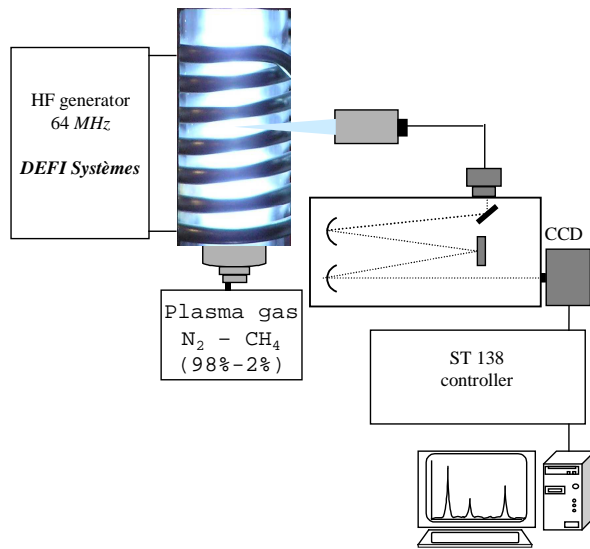 HF generator
64 MHz
DEFI Systèmes
CCD
Plasma gas
N₂ – CH₄
(98%-2%)
ST 138
controller